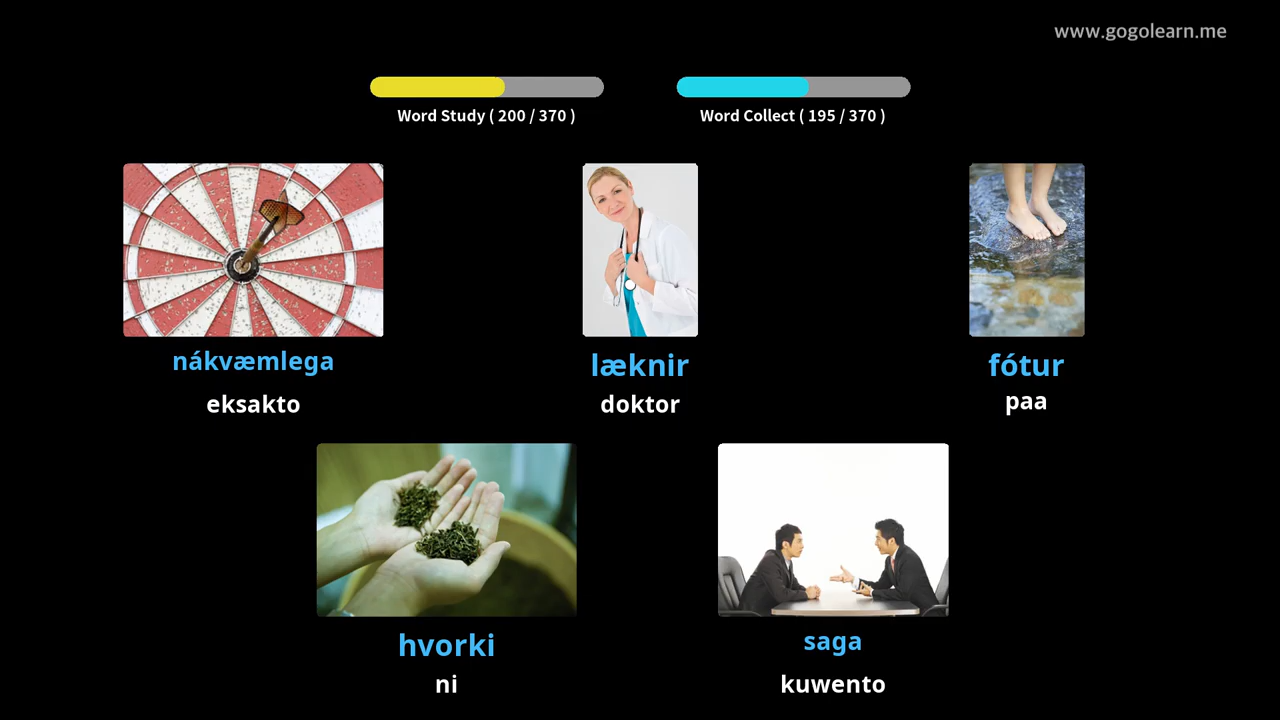 www.gogolearn.me
Word Study ( 200 / 370 )
Word Collect ( 195 / 370 )
nákvæmlega
eksakto
læknir
doktor
fótur
paa
hvorki
ni
saga
kuwento